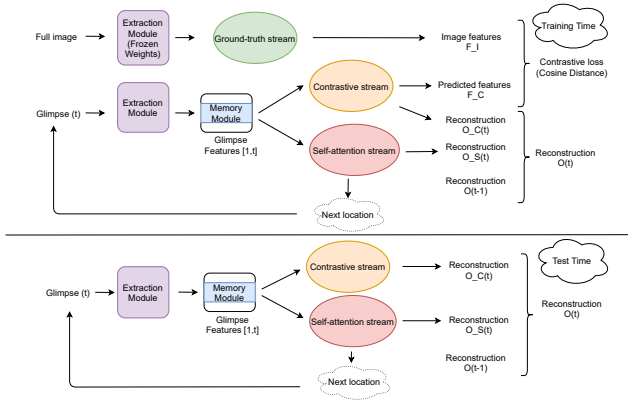 Full image
Extraction
Module
(Frozen
Weights)
Ground-truth stream
Image features
F_I
Training Time
Contrastive loss
(Cosine Distance)
Glimpse (t)
Extraction
Module
Memory
Module
Glimpse
Features [1,t]
Contrastive stream
Predicted features
F_C
Reconstruction
O_C(t)
Self-attention stream
Reconstruction
O_S(t)
Reconstruction
O(t-1)
Reconstruction
O(t)
Next location
Glimpse (t)
Extraction
Module
Memory
Module
Glimpse
Features [1,t]
Contrastive stream
Reconstruction
O_C(t)
Self-attention stream
Reconstruction
O_S(t)
Reconstruction
O(t-1)
Test Time
Reconstruction
O(t)
Next location